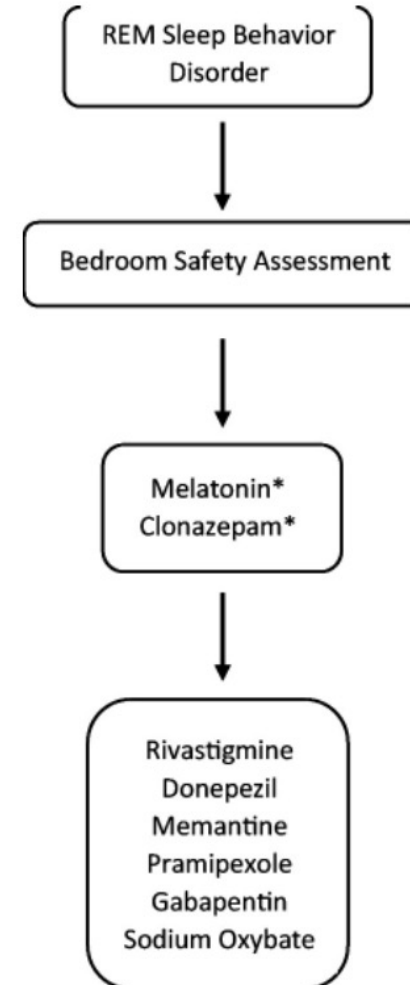 REM Sleep Behavior
Disorder
Bedroom Safety Assessment
Melatonin*
Clonazepam*
Rivastigmine
Donepezil
Memantine
Pramipexole
Gabapentin
Sodium Oxybate